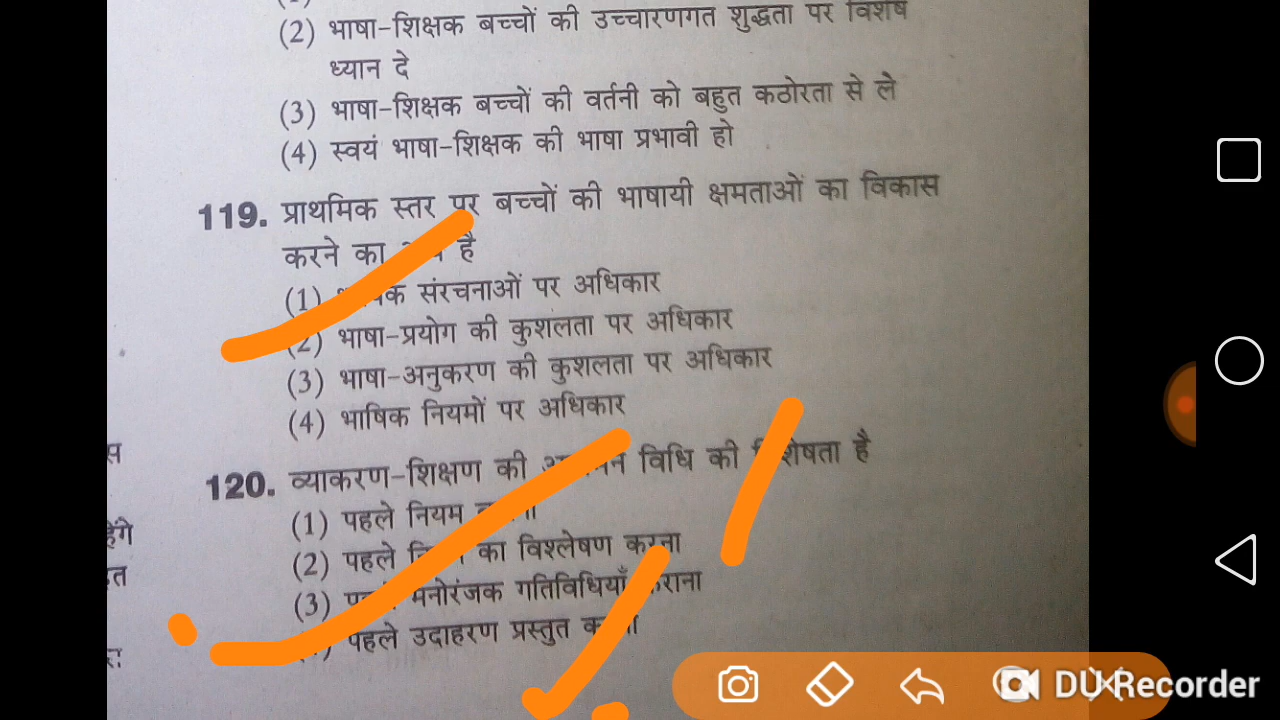 (2) भाषा-शिक्षक बच्चों की उच्चारणगत शुद्धता पर विशेष
ध्यान दे
(3) भाषा-शिक्षक बच्चों की वर्तनी को बहुत कठोरता से ले
(4) स्वयं भाषा-शिक्षक की भाषा प्रभावी हो
119. प्राथमिक स्तर पर बच्चों की भाषायी क्षमताओं का विकास
करने का है
(1) संरचनाओं पर अधिकार
(2) भाषा-प्रयोग की कुशलता पर अधिकार
(3) भाषा-अनुकरण की कुशलता पर अधिकार
(4) भाषिक नियमों पर अधिकार
120. व्याकरण-शिक्षण की विधि की विशेषता है
(1) पहले नियम
(2) पहले का विश्लेषण करना
(3) मनोरंजक गतिविधियाँ कराना
पहले उदाहरण प्रस्तुत
DU Recorder